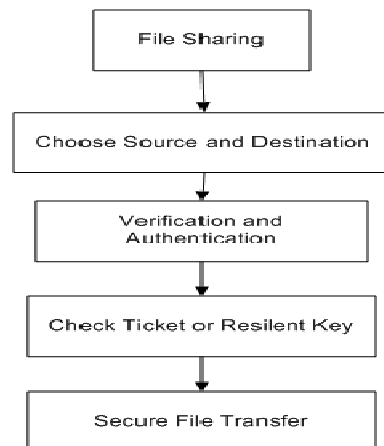 File Sharing
Choose Source and Destination
Verification and
Authentication
Check Ticket or Resilent Key
Secure File Transfer